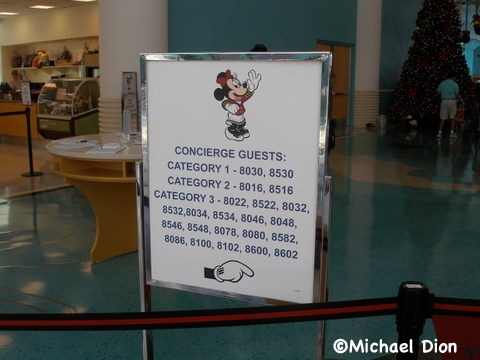 CONCIERGE GUESTS:
CATEGORY 1 - 8030, 8530
CATEGORY 2 - 8016, 8516
CATEGORY 3 - 8022, 8522, 8032,
8532,8034, 8534, 8046, 8048,
8546, 8548, 8078, 8080, 8582,
8086, 8100, 8102, 8600, 8602
©Michael Dion